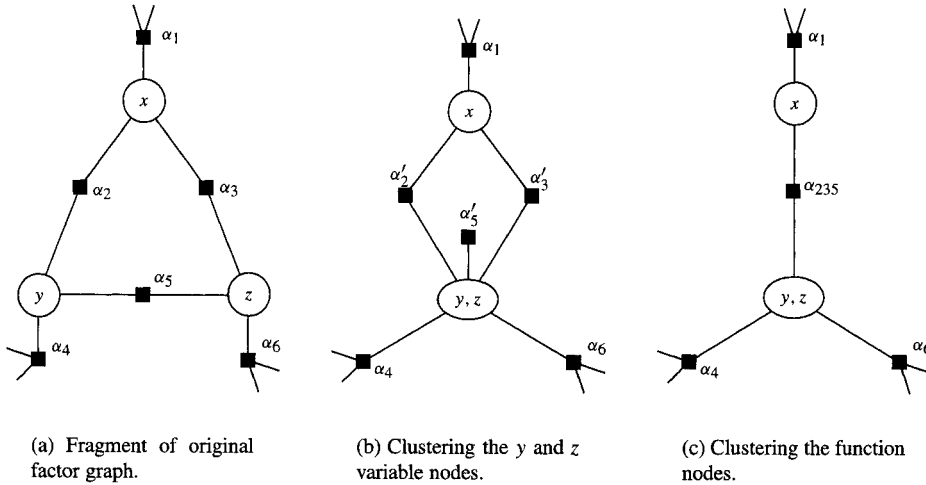 α1
x
α2
α3
α5
y
z
α4
α6
(a) Fragment of original
factor graph.
α1
x
α′2
α′3
α′5
y, z
α4
α6
(b) Clustering the y and z
variable nodes.
α1
x
α235
y, z
α4
α6
(c) Clustering the function
nodes.